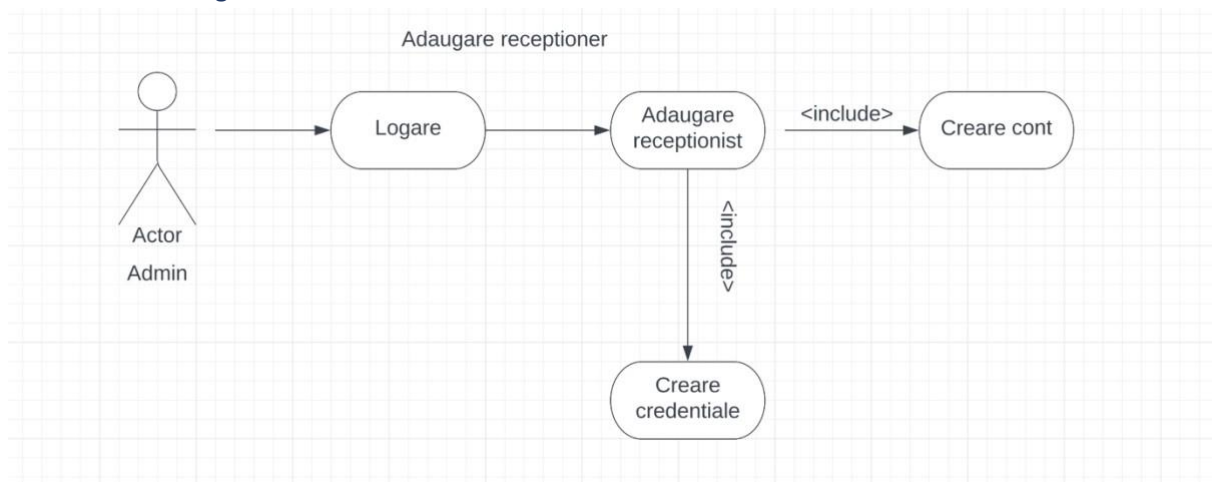 Adaugare receptioner
Logare
Adaugare
receptionist
<include>
Creare cont
<include>
Actor
Admin
Creare
credentiale